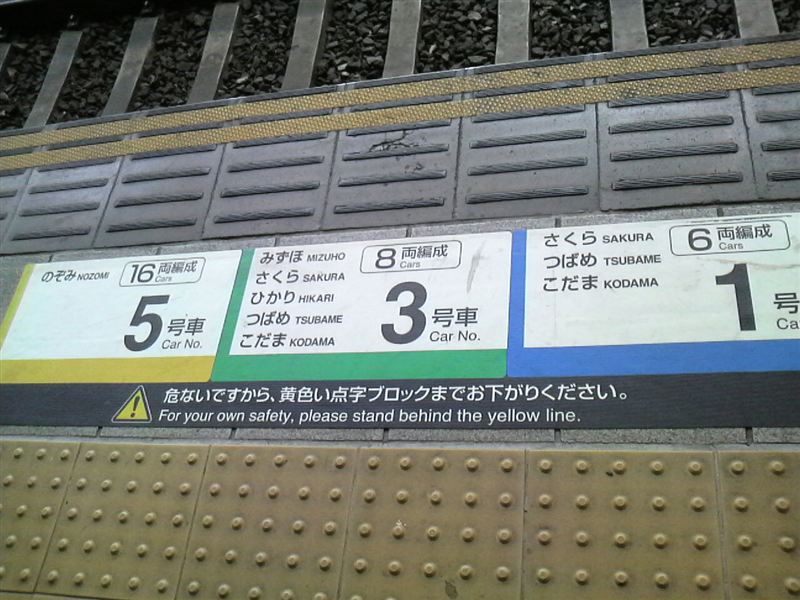 のぞみ NOZOMI
16両編成
Cars
5号車
Car No.
みずほ MIZUHO
さくら SAKURA
ひかり HIKARI
つばめ TSUBAME
こだま KODAMA
8両編成
Cars
3号車
Car No.
さくら SAKURA
つばめ TSUBAME
こだま KODAMA
6両編成
Cars
1号
Ca
危ないですから、黄色い点字ブロックまでお下がりください。
For your own safety, please stand behind the yellow line.